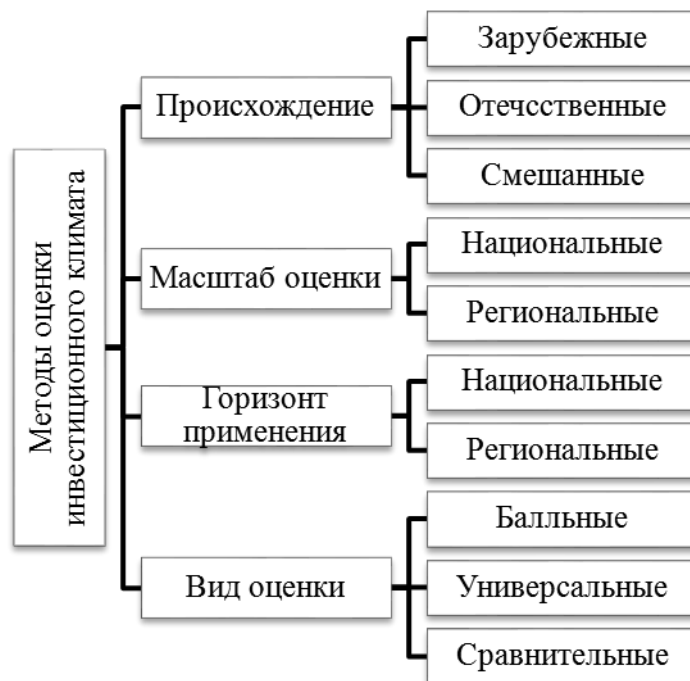 Методы оценки
инвестиционного климата
Происхождение
Зарубежные
Отечсственные
Смешанные
Масштаб оценки
Национальные
Региональные
Горизонт
применения
Национальные
Региональные
Вид оценки
Балльные
Универсальные
Сравнительные